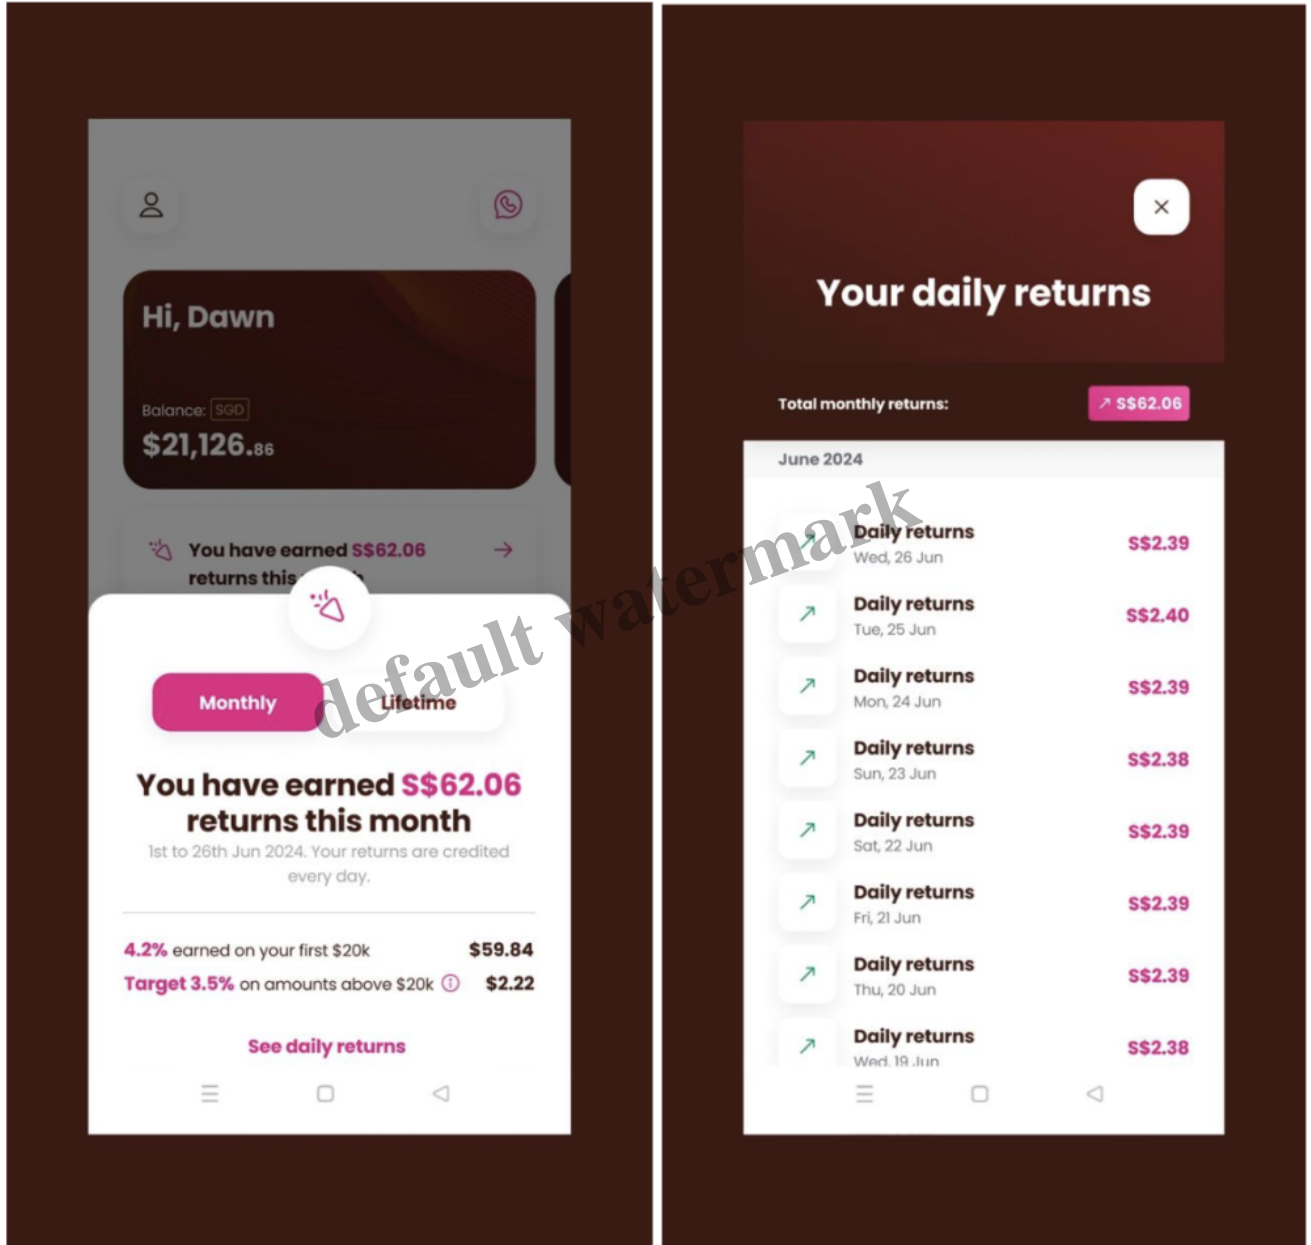 Hi, Dawn
Balance: SGD
$21,126.86
You have earned S$62.06
returns this
Monthly
Lifetime
You have earned S$62.06
returns this month
1st to 26th Jun 2024. Your returns are credited
every day.
4.2% earned on your first $20k $59.84
Target 3.5% on amounts above $20k $2.22
See daily returns
Your daily returns
Total monthly returns: S$62.06
June 2024
Daily returns
Wed, 26 Jun
S$2.39
Daily returns
Tue, 25 Jun
S$2.40
Daily returns
Mon, 24 Jun
S$2.39
Daily returns
Sun, 23 Jun
S$2.38
Daily returns
Sat, 22 Jun
S$2.39
Daily returns
Fri, 21 Jun
S$2.39
Daily returns
Thu, 20 Jun
S$2.39
Daily returns
Wed, 19 Jun
S$2.38
default watermark